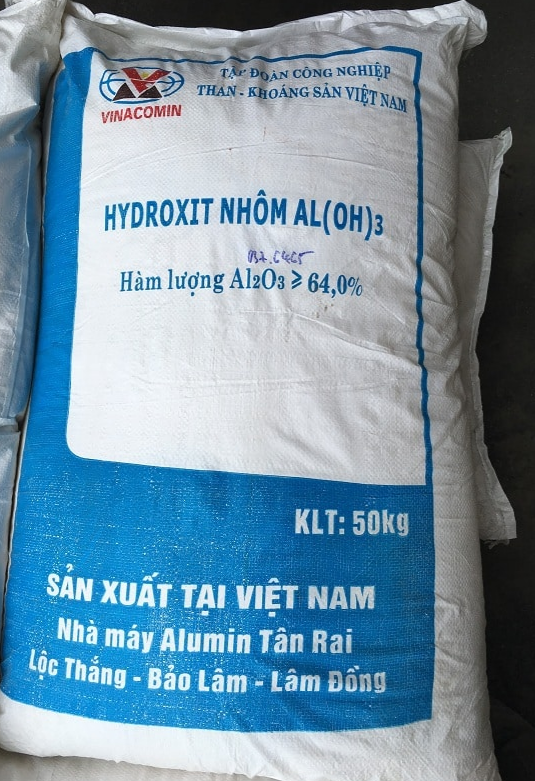 VINACOMIN
TẬP ĐOÀN CÔNG NGHIỆP
THAN - KHOÁNG SẢN VIỆT NAM
HYDROXIT NHÔM AL(OH)3
Hàm lượng Al2O3 ≥ 64,0%
KLT: 50kg
SẢN XUẤT TẠI VIỆT NAM
Nhà máy Alumin Tân Rai
Lộc Thắng - Bảo Lâm - Lâm Đồng